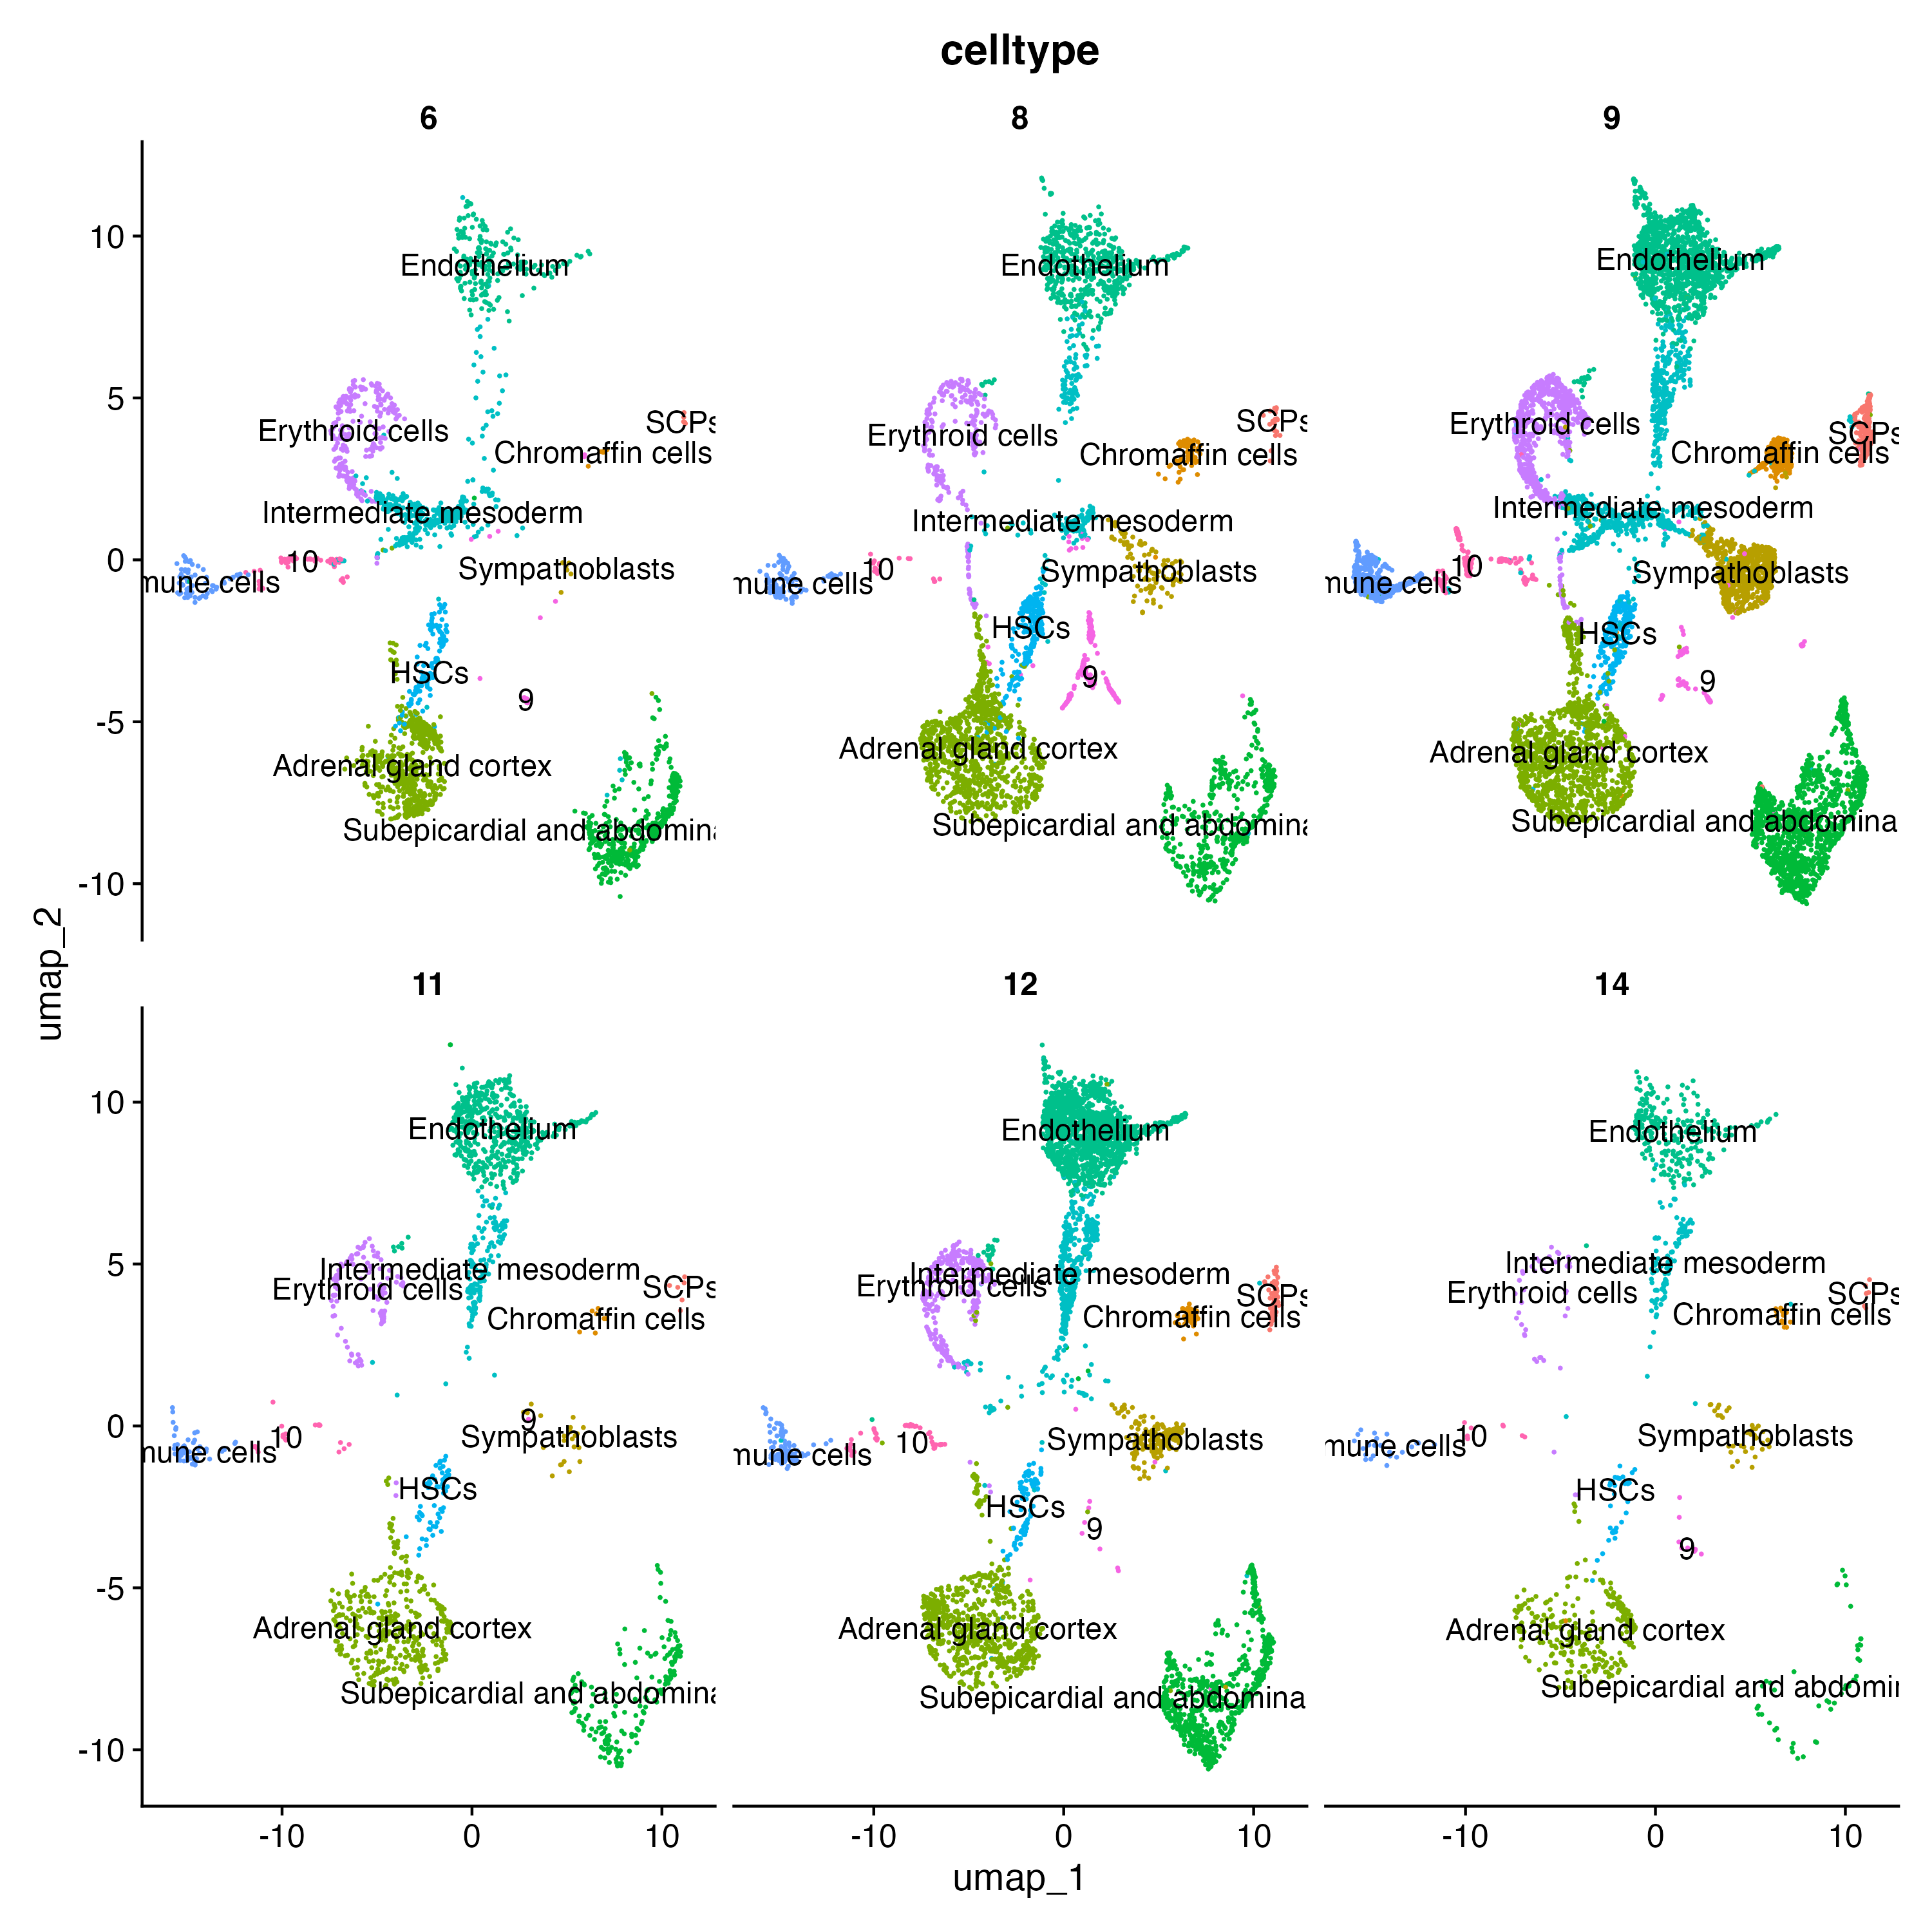 celltype
6
8
9
10
5
0
-5
-10
Endothelium
Erythroid cells
SCPs
Chromaffin cells
Intermediate mesoderm
10
mune cells
Sympathoblasts
HSCs
9
Adrenal gland cortex
Subepicardial and abdomina
Endothelium
Erythroid cells
SCPs
Chromaffin cells
Intermediate mesoderm
10
mune cells
Sympathoblasts
HSCs
9
Adrenal gland cortex
Subepicardial and abdomina
Endothelium
Erythroid cells
SCPs
Chromaffin cells
Intermediate mesoderm
10
mune cells
Sympathoblasts
HSCs
9
Adrenal gland cortex
Subepicardial and abdomina
umap_2
11
12
14
10
5
0
-5
-10
Endothelium
Intermediate mesoderm
Erythroid cells
SCPs
Chromaffin cells
9
10
mune cells
Sympathoblasts
HSCs
Adrenal gland cortex
Subepicardial and abdomina
Endothelium
Intermediate mesoderm
Erythroid cells
SCPs
Chromaffin cells
10
mune cells
Sympathoblasts
HSCs
9
Adrenal gland cortex
Subepicardial and abdomina
Endothelium
Intermediate mesoderm
Erythroid cells
SCPs
Chromaffin cells
10
mune cells
Sympathoblasts
HSCs
9
Adrenal gland cortex
Subepicardial and abdomin
-10
0
10
-10
0
10
-10
0
10
umap_1